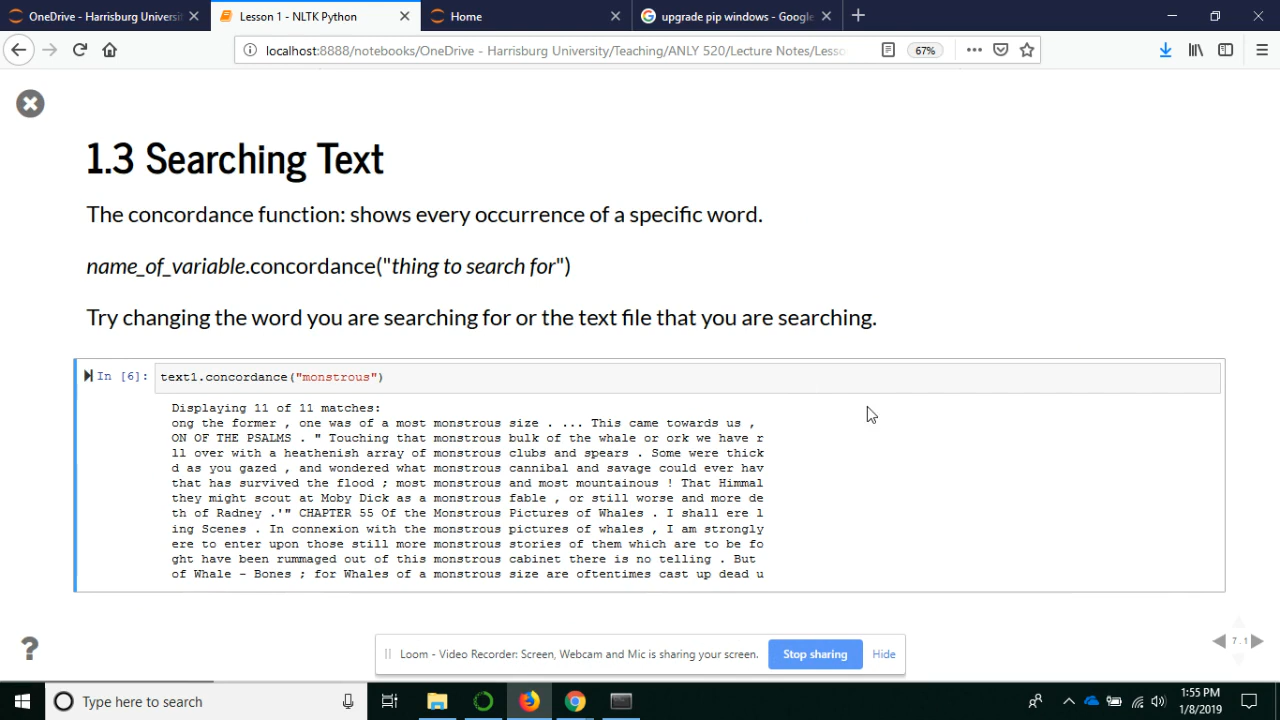 OneDrive - Harrisburg Universit
Lesson 1 - NLTK Python
Home
upgrade pip windows - Google
localhost:8888/notebooks/OneDrive - Harrisburg University/Teaching/ANLY 520/Lecture Notes/Lesso
67%
1.3 Searching Text
The concordance function: shows every occurrence of a specific word.
name_of_variable.concordance("thing to search for")
Try changing the word you are searching for or the text file that you are searching.
In [6]: text1.concordance("monstrous")
Displaying 11 of 11 matches:
ong the former , one was of a most monstrous size . ... This came towards us ,
ON OF THE PSALMS . " Touching that monstrous bulk of the whale or ork we have r
ll over with a heathenish array of monstrous clubs and spears . Some were thick
d as you gazed , and wondered what monstrous cannibal and savage could ever hav
that has survived the flood ; most monstrous and most mountainous ! That Himmal
they might scout at Moby Dick as a monstrous fable , or still worse and more de
th of Radney .'" CHAPTER 55 Of the Monstrous Pictures of Whales . I shall ere l
ing Scenes . In connexion with the monstrous pictures of whales , I am strongly
ere to enter upon those still more monstrous stories of them which are to be fo
ght have been rummaged out of this monstrous cabinet there is no telling . But
of Whale - Bones ; for Whales of a monstrous size are oftentimes cast up dead u
?
7.1
Loom - Video Recorder: Screen, Webcam and Mic is sharing your screen.
Stop sharing
Hide
Type here to search
1:55 PM
1/8/2019